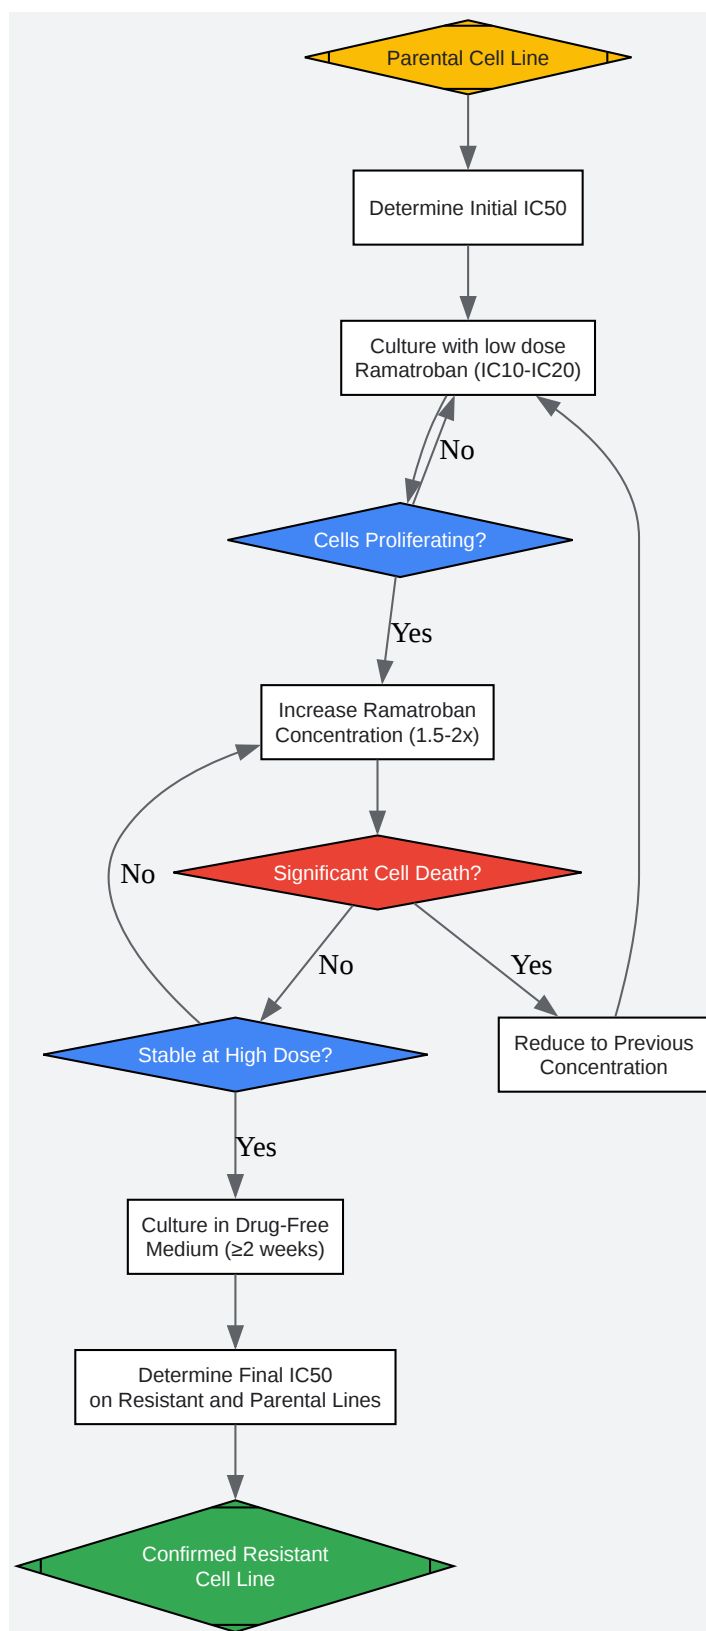 Parental Cell Line
Determine Initial IC50
Culture with low dose
Ramatroban (IC10-IC20)
No
Cells Proliferating?
Yes
Increase Ramatroban
Concentration (1.5-2x)
No
Significant Cell Death?
No
Yes
Stable at High Dose?
Reduce to Previous
Concentration
Yes
Culture in Drug-Free
Medium (≥2 weeks)
Determine Final IC50
on Resistant and Parental Lines
Confirmed Resistant
Cell Line